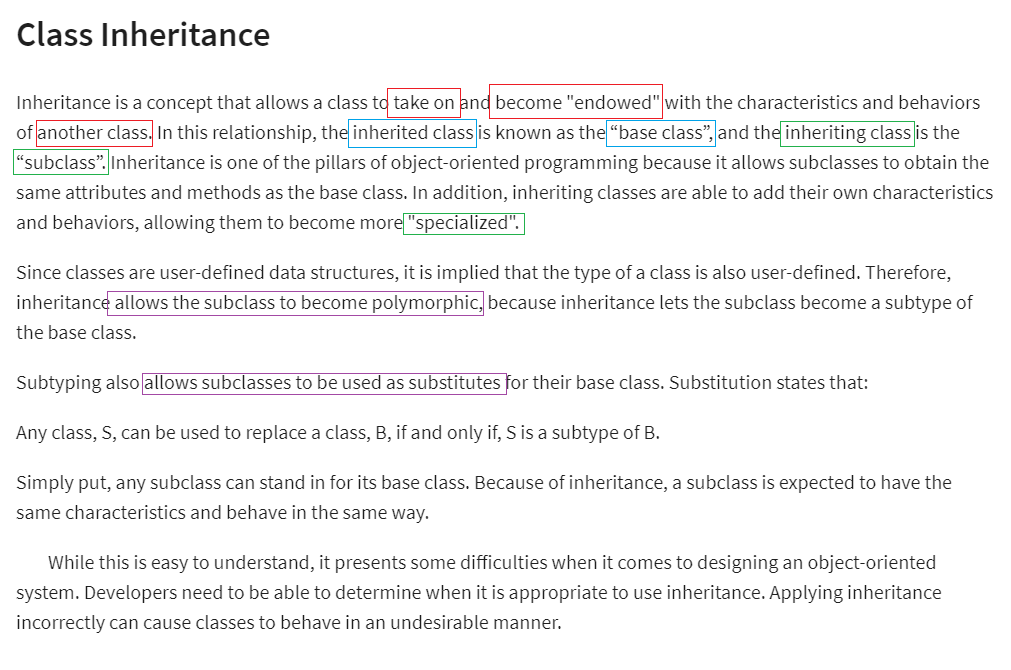 Class Inheritance
Inheritance is a concept that allows a class to take on and become "endowed" with the characteristics and behaviors
of another class. In this relationship, the inherited class is known as the “base class”, and the inheriting class is the
“subclass”. Inheritance is one of the pillars of object-oriented programming because it allows subclasses to obtain the
same attributes and methods as the base class. In addition, inheriting classes are able to add their own characteristics
and behaviors, allowing them to become more "specialized".
Since classes are user-defined data structures, it is implied that the type of a class is also user-defined. Therefore,
inheritance allows the subclass to become polymorphic, because inheritance lets the subclass become a subtype of
the base class.
Subtyping also allows subclasses to be used as substitutes for their base class. Substitution states that:
Any class, S, can be used to replace a class, B, if and only if, S is a subtype of B.
Simply put, any subclass can stand in for its base class. Because of inheritance, a subclass is expected to have the
same characteristics and behave in the same way.
While this is easy to understand, it presents some difficulties when it comes to designing an object-oriented
system. Developers need to be able to determine when it is appropriate to use inheritance. Applying inheritance
incorrectly can cause classes to behave in an undesirable manner.